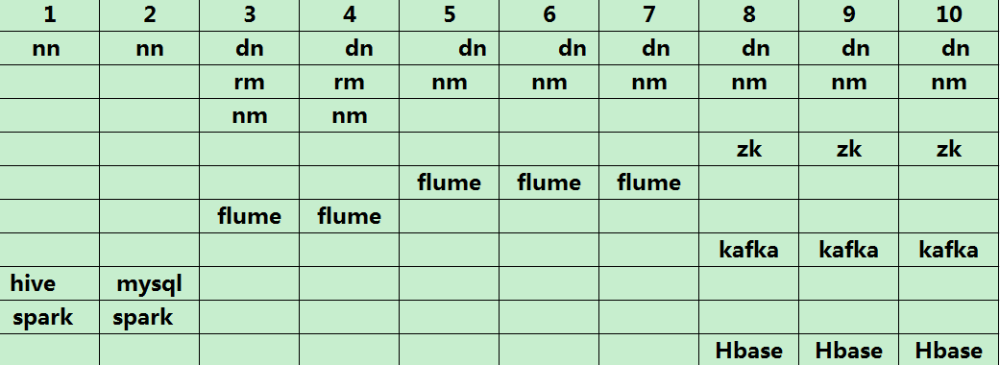 1 2 3 4 5 6 7 8 9 10
nn nn dn dn dn dn dn dn dn dn
rm rm nm nm nm nm nm nm
nm nm
zk zk zk
flume flume flume
flume flume
kafka kafka kafka
hive mysql
spark spark
Hbase Hbase Hbase